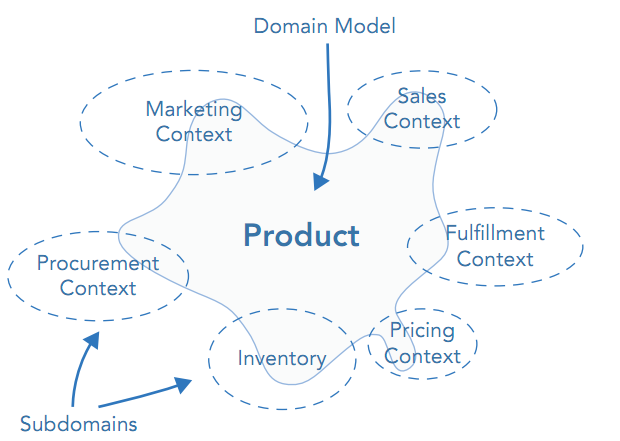 Domain Model
Marketing
Context
Sales
Context
Product
Fulfillment
Context
Procurement
Context
Inventory
Pricing
Context
Subdomains